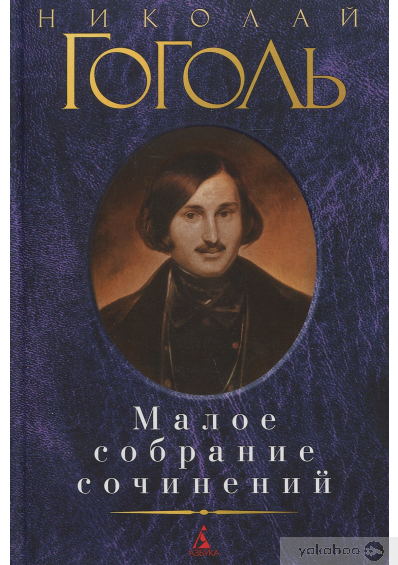 НИКОЛАЙ
ГОГОЛЬ
Малое
собрание
сочинений
АЗБУКА
yakaboo